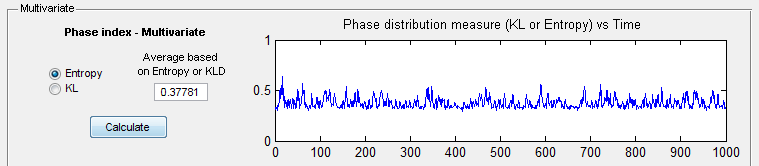 Multivariate
Phase index - Multivariate
Entropy
KL
Average based
on Entropy or KLD
0.37781
Calculate
Phase distribution measure (KL or Entropy) vs Time
1
0.5
0
0 100 200 300 400 500 600 700 800 900 1000